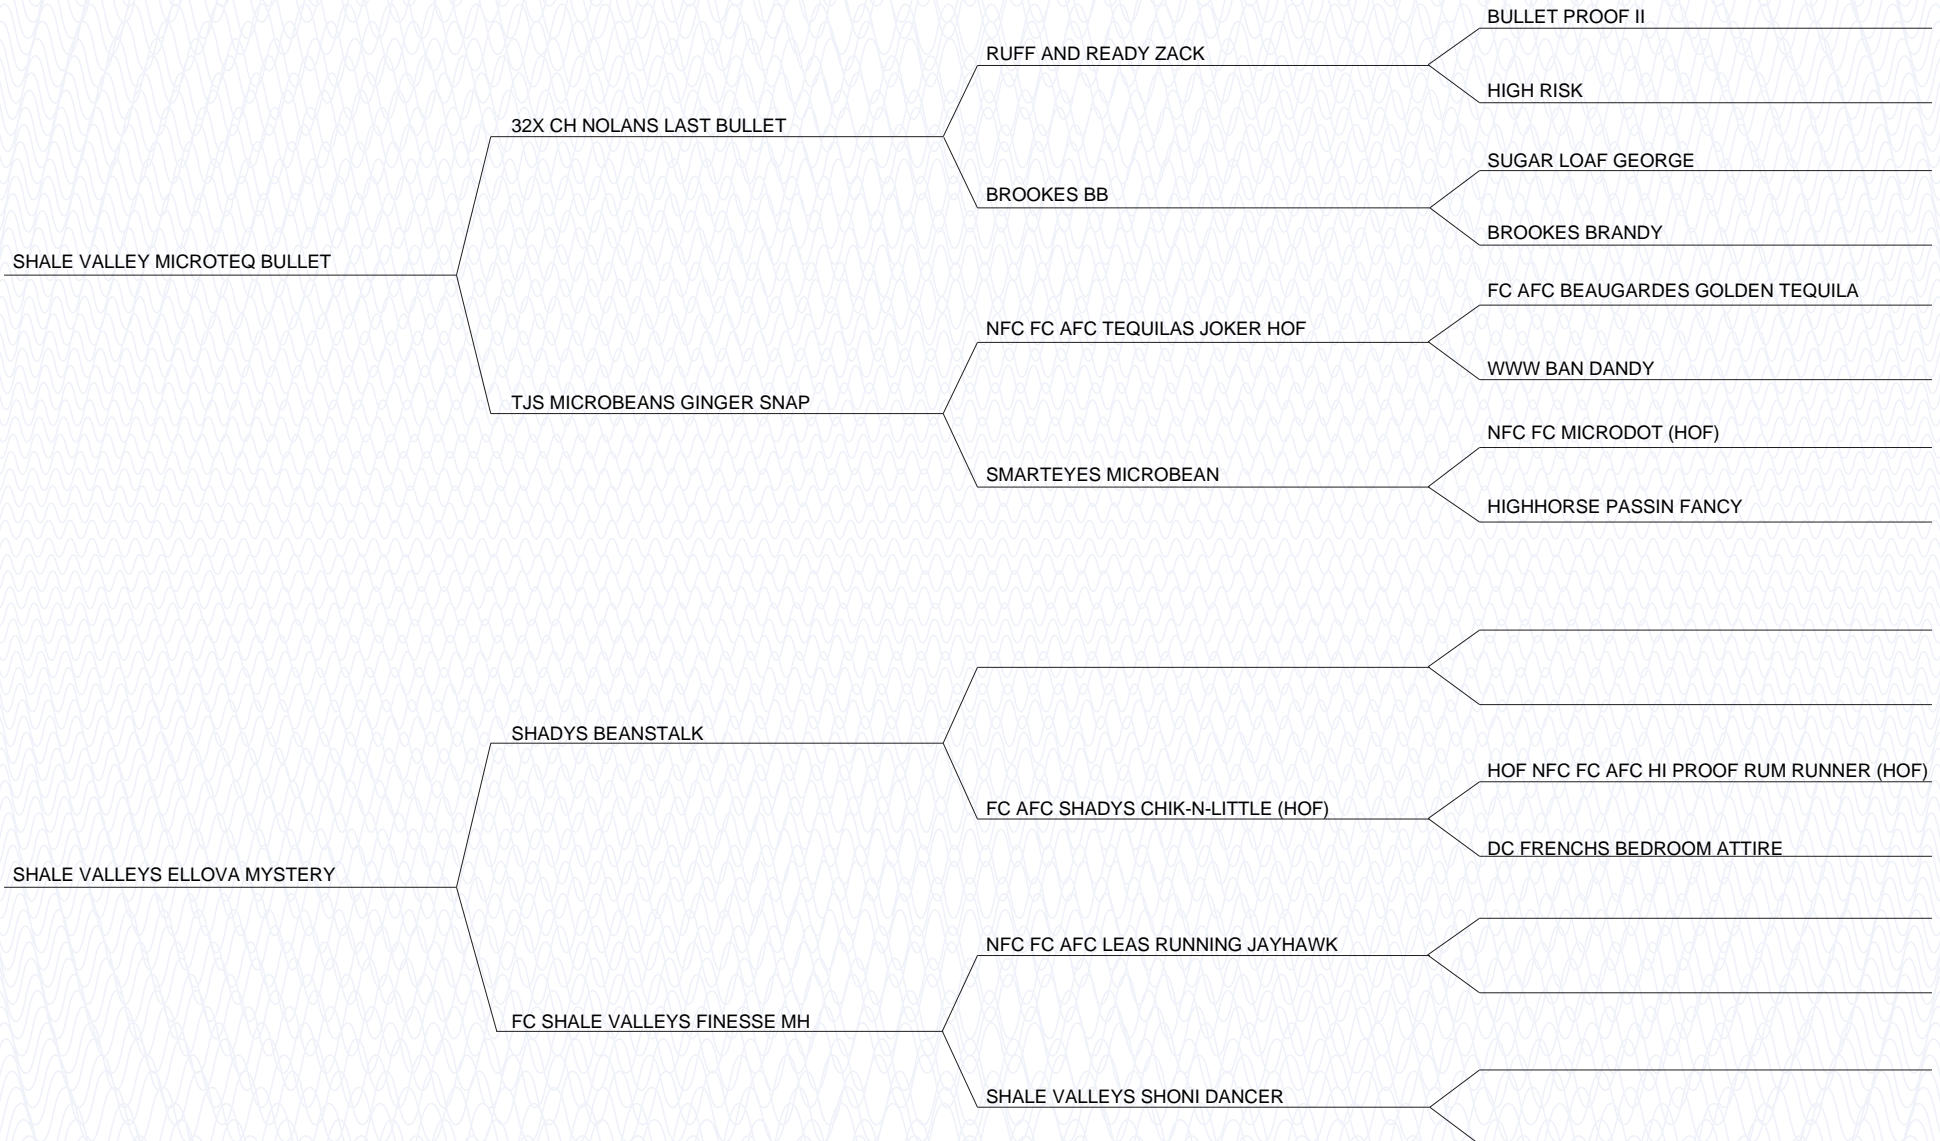 BULLET PROOF II
RUFF AND READY ZACK
HIGH RISK
32X CH NOLANS LAST BULLET
SUGAR LOAF GEORGE
BROOKES BB
BROOKES BRANDY
SHALE VALLEY MICROTEQ BULLET
FC AFC BEAUGARDES GOLDEN TEQUILA
NFC FC AFC TEQUILAS JOKER HOF
WWW BAN DANDY
TJS MICROBEANS GINGER SNAP
NFC FC MICRODOT (HOF)
SMARTEYES MICROBEAN
HIGHHORSE PASSIN FANCY
SHADYS BEANSTALK
HOF NFC FC AFC HI PROOF RUM RUNNER (HOF)
FC AFC SHADYS CHIK-N-LITTLE (HOF)
DC FRENCHS BEDROOM ATTIRE
SHALE VALLEYS ELLOVA MYSTERY
NFC FC AFC LEAS RUNNING JAYHAWK
FC SHALE VALLEYS FINESSE MH
SHALE VALLEYS SHONI DANCER